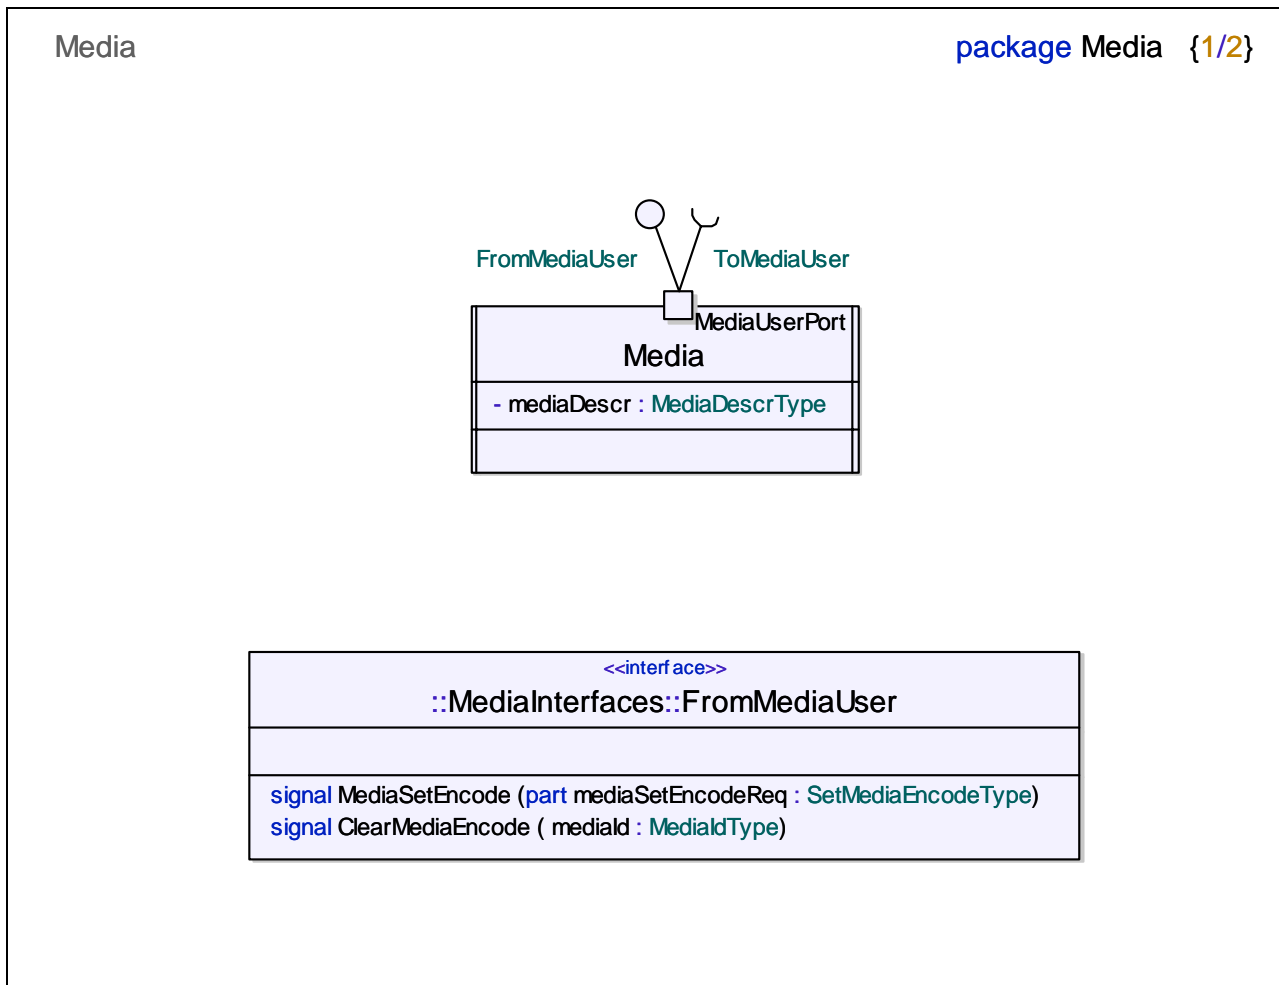 Media
package Media {1/2}
FromMediaUser
ToMediaUser
MediaUserPort
Media
- mediaDescr : MediaDescrType
<<interface>>
::MediaInterfaces::FromMediaUser
signal MediaSetEncode (part mediaSetEncodeReq : SetMediaEncodeType)
signal ClearMediaEncode ( mediaId : MediaIdType)